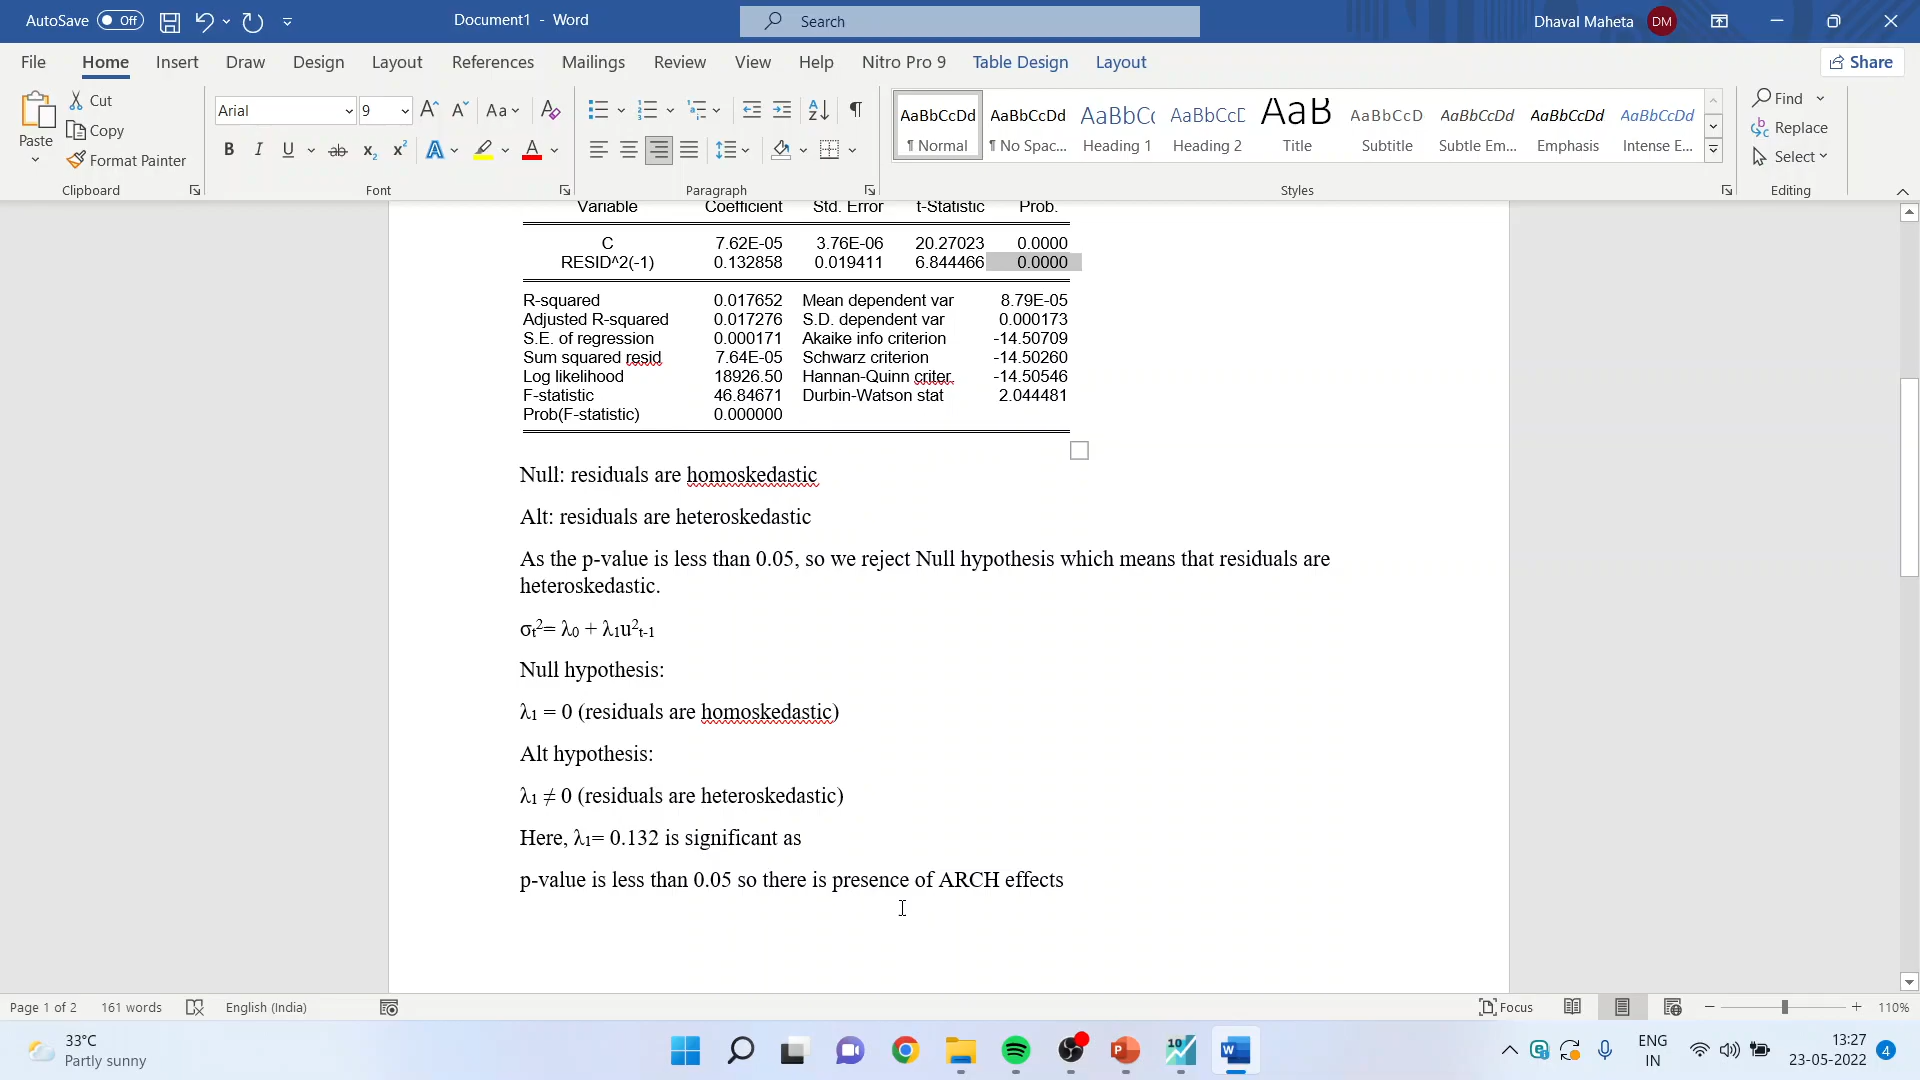 AutoSave Off Document1 - Word Search Dhaval Maheta DM
File Home Insert Draw Design Layout References Mailings Review View Help Nitro Pro 9 Table Design Layout Share
Paste Cut Copy Format Painter Clipboard
Arial 9 Aa Font
Paragraph
AaBbCcDd AaBbCcDd AaBbCc AaBbCcE AaB AaBbCcD AaBbCcDd AaBbCcDd AaBbCcDd
¶ Normal ¶ No Spac... Heading 1 Heading 2 Title Subtitle Subtle Em... Emphasis Intense E...
Styles
Find Replace Select Editing
Variable Coefficient Std. Error t-Statistic Prob.
C 7.62E-05 3.76E-06 20.27023 0.0000
RESID^2(-1) 0.132858 0.019411 6.844466 0.0000
R-squared 0.017652 Mean dependent var 8.79E-05
Adjusted R-squared 0.017276 S.D. dependent var 0.000173
S.E. of regression 0.000171 Akaike info criterion -14.50709
Sum squared resid 7.64E-05 Schwarz criterion -14.50260
Log likelihood 18926.50 Hannan-Quinn criter. -14.50546
F-statistic 46.84671 Durbin-Watson stat 2.044481
Prob(F-statistic) 0.000000
Null: residuals are homoskedastic
Alt: residuals are heteroskedastic
As the p-value is less than 0.05, so we reject Null hypothesis which means that residuals are
heteroskedastic.
σt²= λ0 + λ1u²t-1
Null hypothesis:
λ1 = 0 (residuals are homoskedastic)
Alt hypothesis:
λ1 ≠ 0 (residuals are heteroskedastic)
Here, λ1= 0.132 is significant as
p-value is less than 0.05 so there is presence of ARCH effects
Page 1 of 2 161 words English (India) Focus 110%
33°C
Partly sunny
10
ENG
IN
13:27
23-05-2022
4